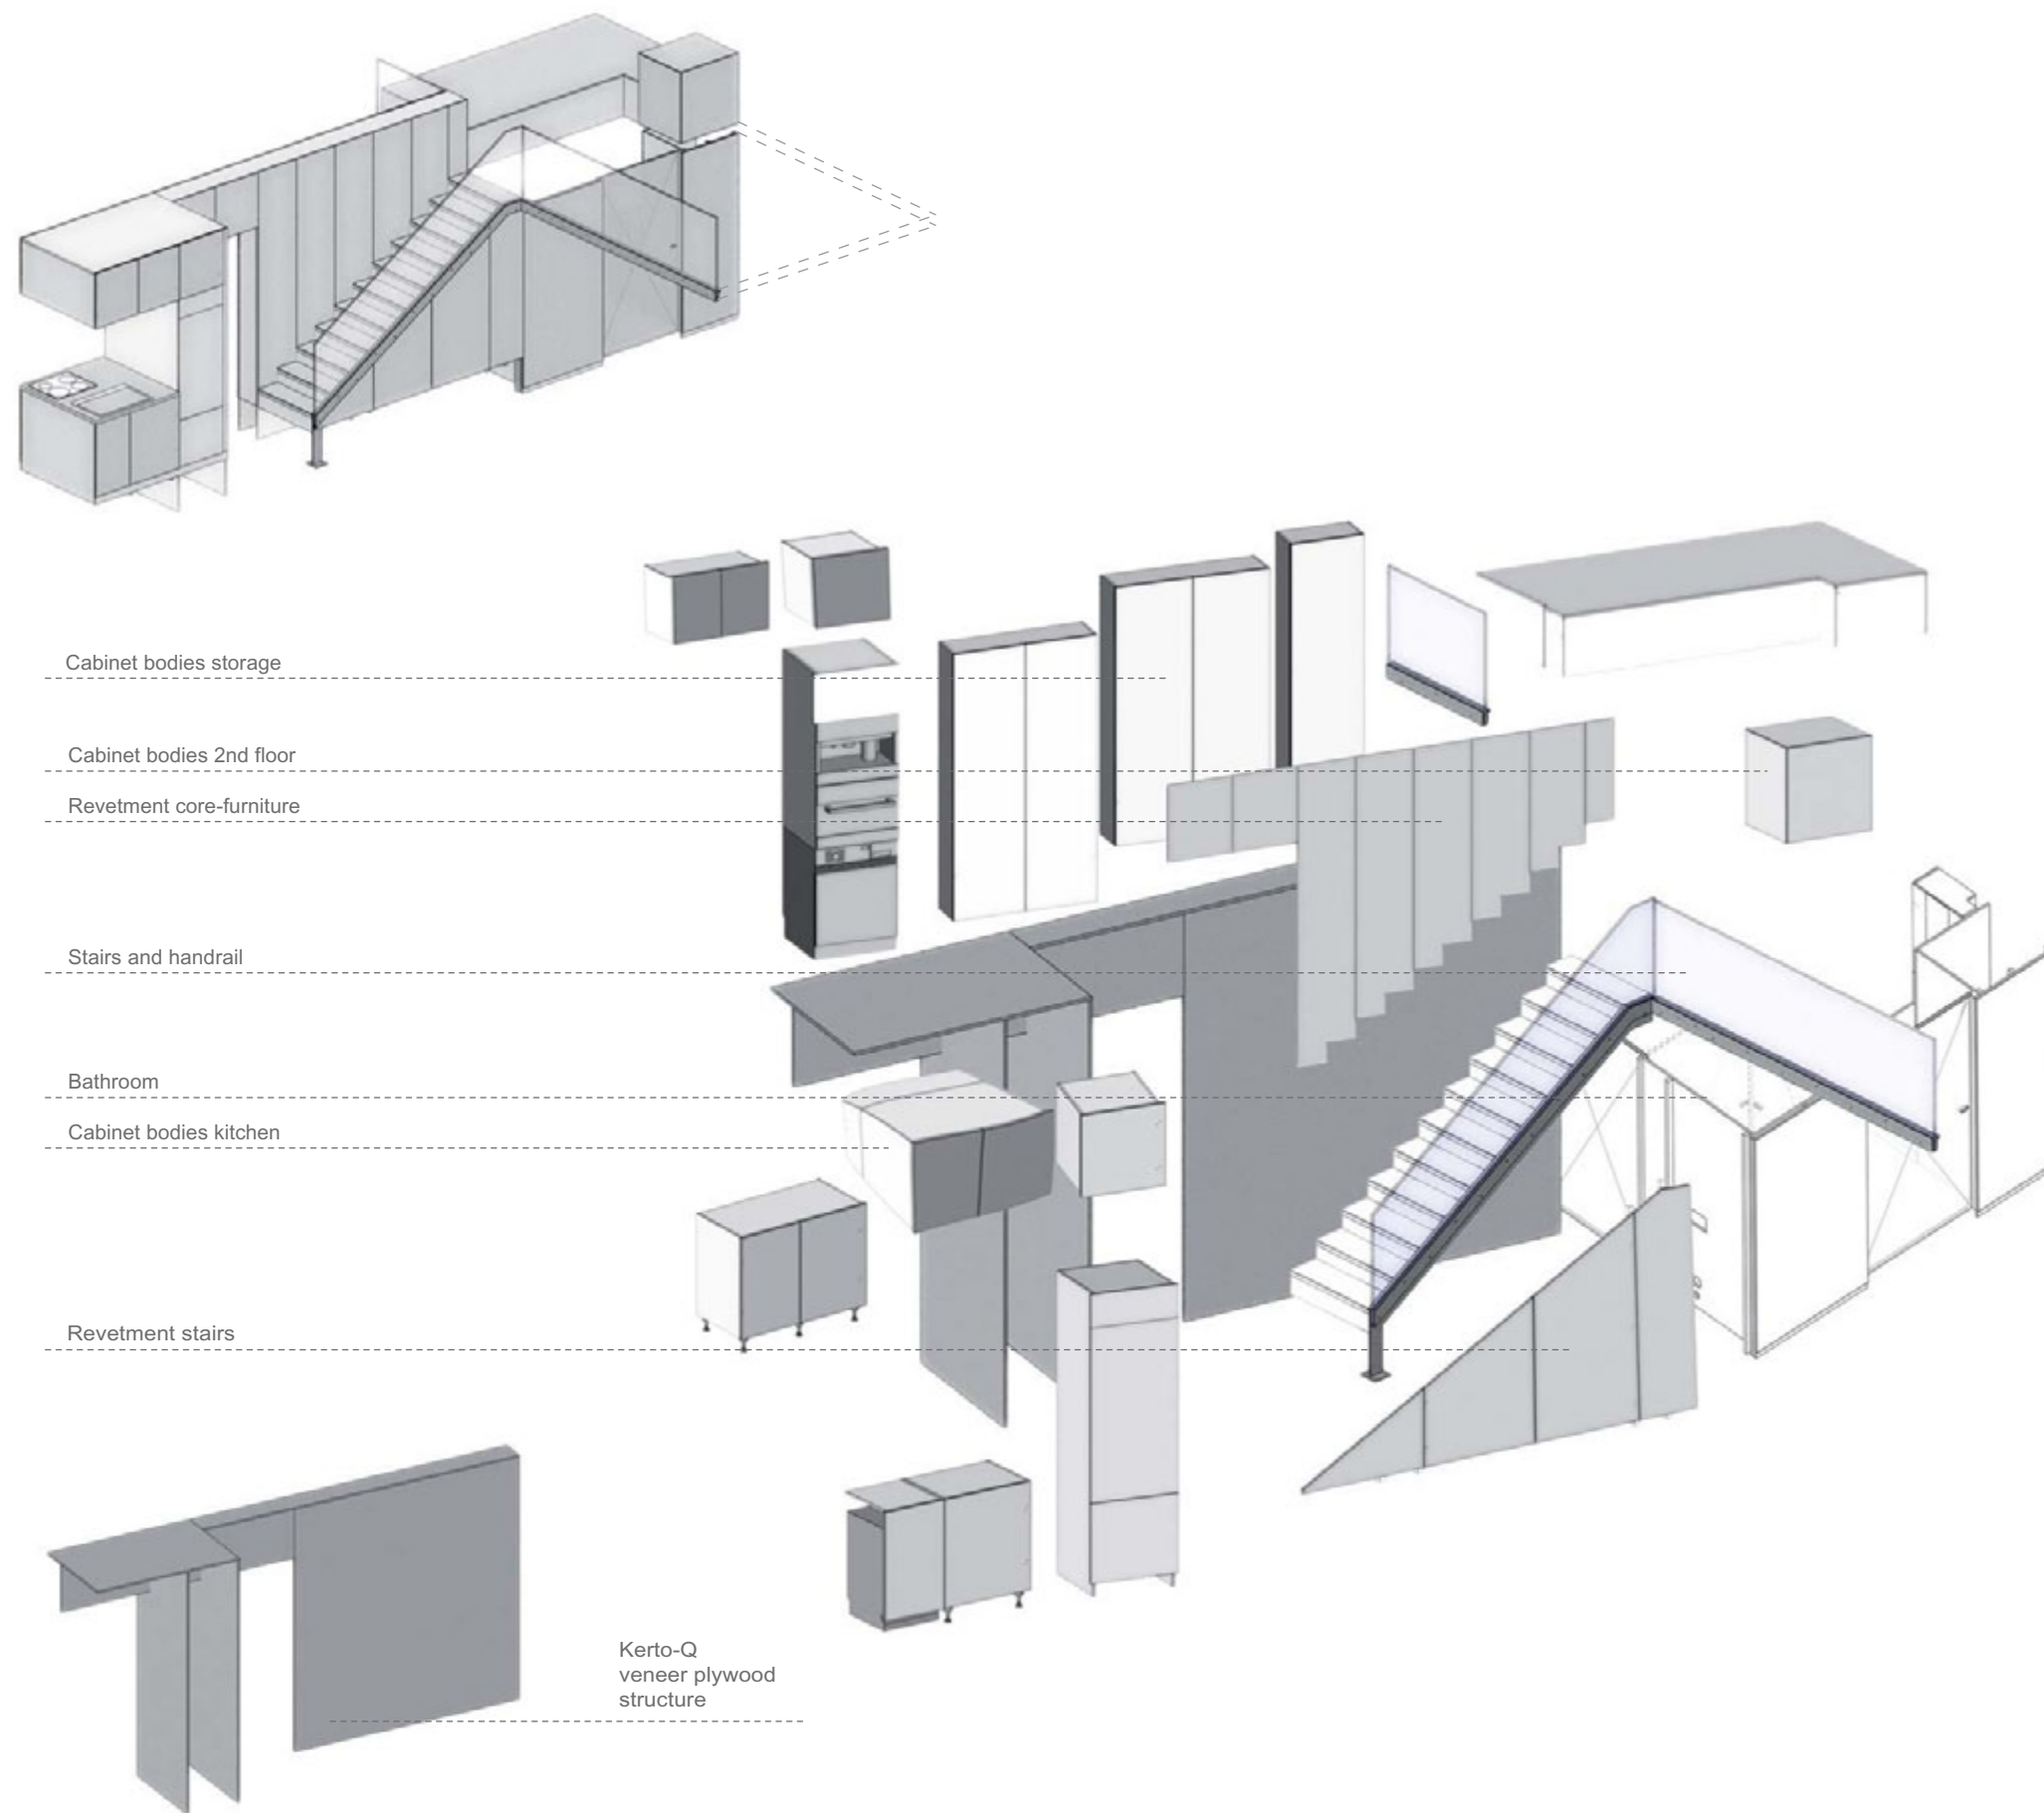 Cabinet bodies storage
Cabinet bodies 2nd floor
Revetment core-furniture
Stairs and handrail
Bathroom
Cabinet bodies kitchen
Revetment stairs
Kerto-Q
veneer plywood
structure